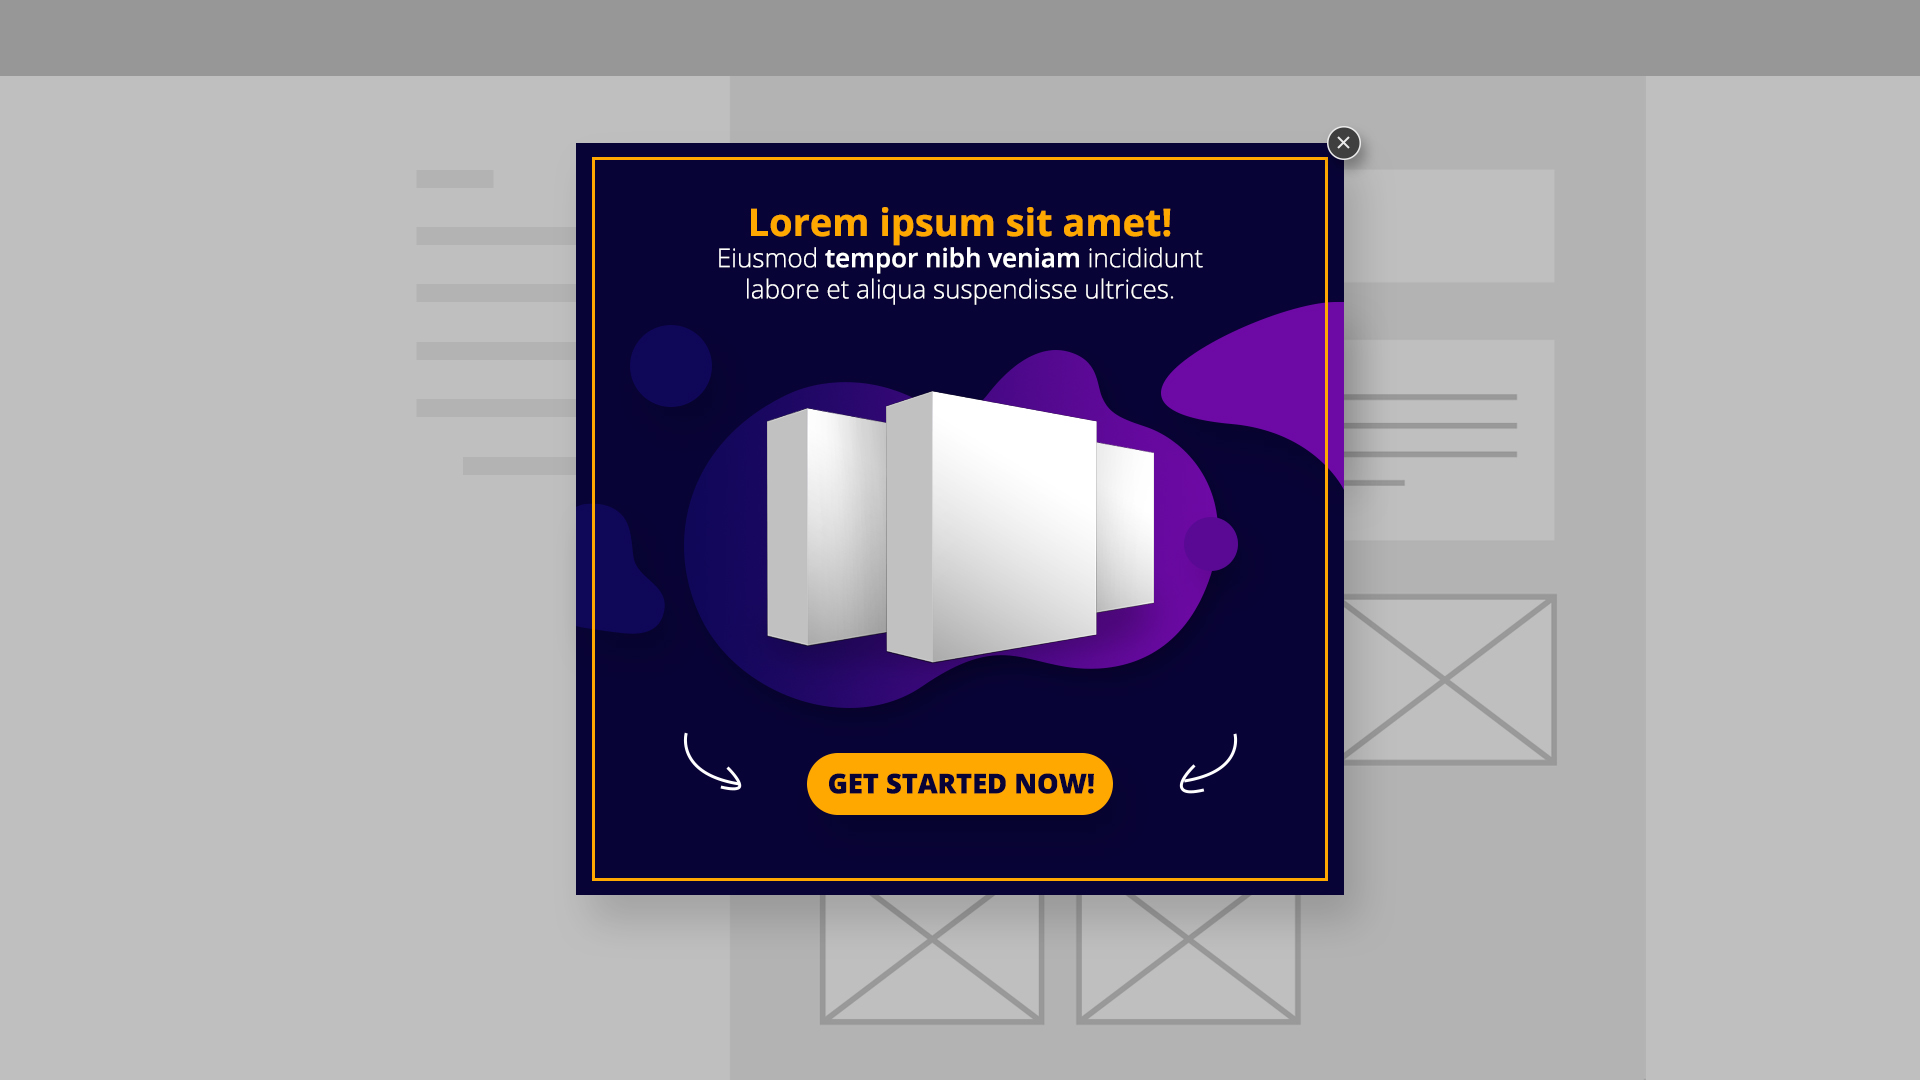 Lorem ipsum sit amet!
Eiusmod tempor nibh veniam incididunt
labore et aliqua suspendisse ultrices.
GET STARTED NOW!